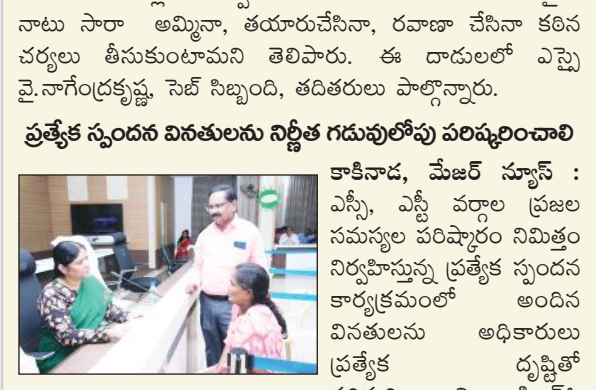 నాటు సారా అమ్మినా, తయారుచేసినా, రవాణా చేసినా కఠిన
చర్యలు తీసుకుంటామని తెలిపారు. ఈ దాడులలో ఎస్సై
వై.నాగేంద్రకృష్ణ, సెబ్ సిబ్బంది, తదితరులు పాల్గొన్నారు.
ప్రత్యేక స్పందన వినతులను నిర్ణీత గడువులోపు పరిష్కరించాలి
కాకినాడ, మేజర్ న్యూస్ :
ఎస్సీ, ఎస్టీ వర్గాల ప్రజల
సమస్యల పరిష్కారం నిమిత్తం
నిర్వహిస్తున్న ప్రత్యేక స్పందన
కార్యక్రమంలో అందిన
వినతులను అధికారులు
ప్రత్యేక దృష్టితో